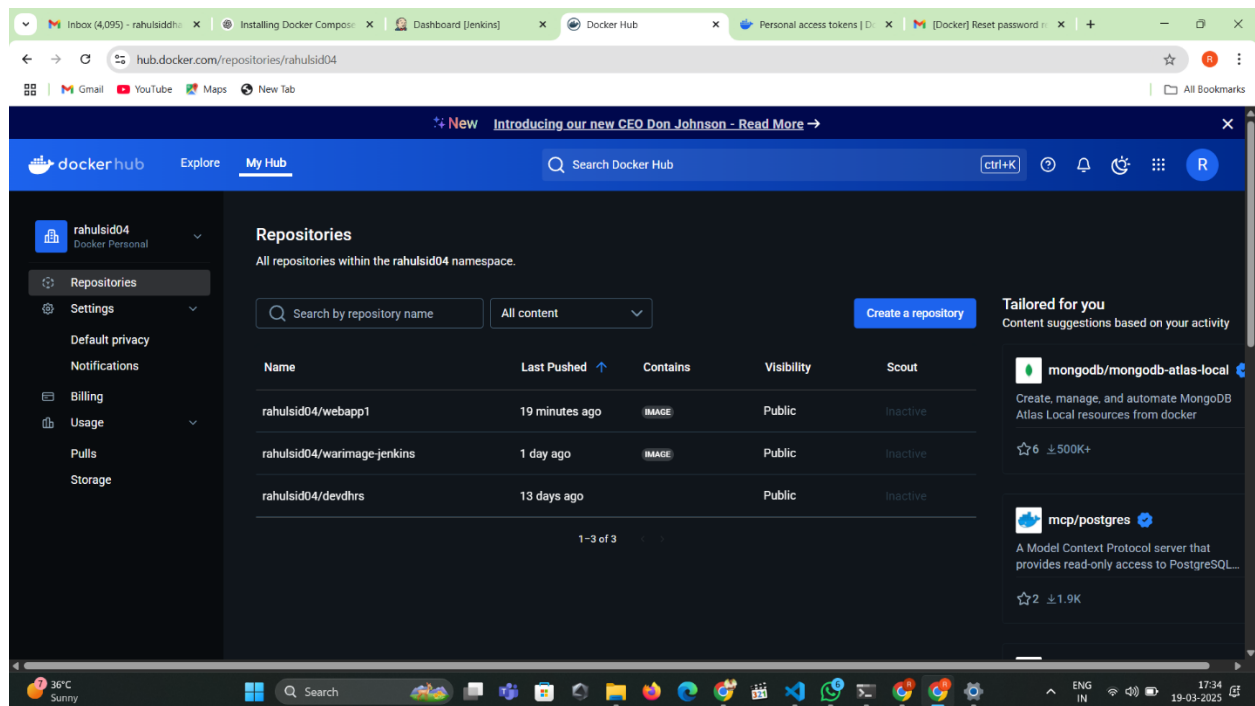 Inbox (4,095) - rahulsiddha
Installing Docker Compose
Dashboard [Jenkins]
Docker Hub
Personal access tokens | Do
[Docker] Reset password
hub.docker.com/repositories/rahulsid04
R
Gmail
YouTube
Maps
New Tab
All Bookmarks
New Introducing our new CEO Don Johnson - Read More →
dockerhub
Explore
My Hub
Search Docker Hub
ctrl+K
R
rahulsid04
Docker Personal
Repositories
Settings
Default privacy
Notifications
Billing
Usage
Pulls
Storage
Repositories
All repositories within the rahulsid04 namespace.
Search by repository name
All content
Create a repository
Name Last Pushed Contains Visibility Scout
rahulsid04/webapp1 19 minutes ago IMAGE Public Inactive
rahulsid04/warimage-jenkins 1 day ago IMAGE Public Inactive
rahulsid04/devdhrs 13 days ago Public Inactive
1-3 of 3
Tailored for you
Content suggestions based on your activity
mongodb/mongodb-atlas-local
Create, manage, and automate MongoDB
Atlas Local resources from docker
6 500K+
mcp/postgres
A Model Context Protocol server that
provides read-only access to PostgreSQL...
2 1.9K
7
36°C
Sunny
Search
ENG
IN
17:34
19-03-2025